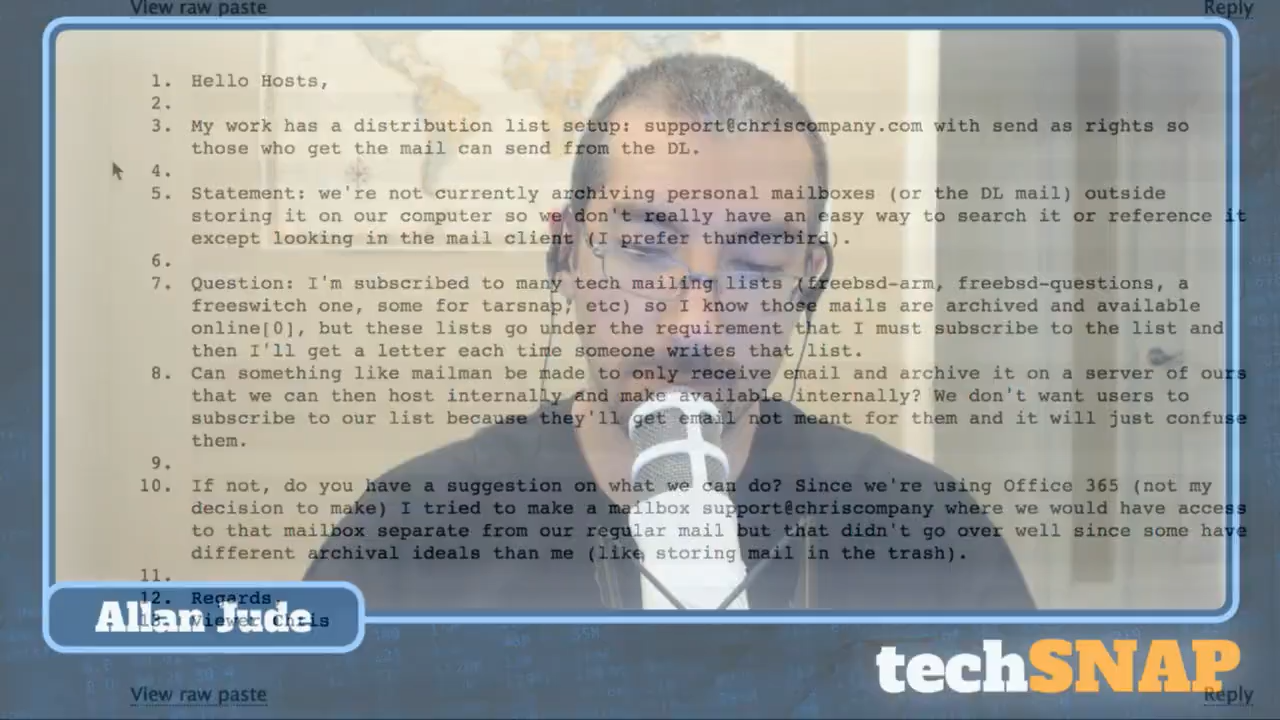 View raw paste
Reply
1. Hello Hosts,
2.
3. My work has a distribution list setup: support@chriscompany.com with send as rights so
those who get the mail can send from the DL.
4.
5. Statement: we're not currently archiving personal mailboxes (or the DL mail) outside
storing it on our computer so we don't really have an easy way to search it or reference it
except looking in the mail client (I prefer thunderbird).
6.
7. Question: I'm subscribed to many tech mailing lists (freebsd-arm, freebsd-questions, a
freeswitch one, some for tarsnap, etc) so I know those mails are archived and available
online[0], but these lists go under the requirement that I must subscribe to the list and
then I'll get a letter each time someone writes that list.
8. Can something like mailman be made to only receive email and archive it on a server of ours
that we can then host internally and make available internally? We don't want users to
subscribe to our list because they'll get email not meant for them and it will just confuse
them.
9.
10. If not, do you have a suggestion on what we can do? Since we're using Office 365 (not my
decision to make) I tried to make a mailbox support@chriscompany where we would have access
to that mailbox separate from our regular mail but that didn't go over well since some have
different archival ideals than me (like storing mail in the trash).
11.
12. Regards,
13. Viewer Chris
Allan Jude
techSNAP
View raw paste
Reply